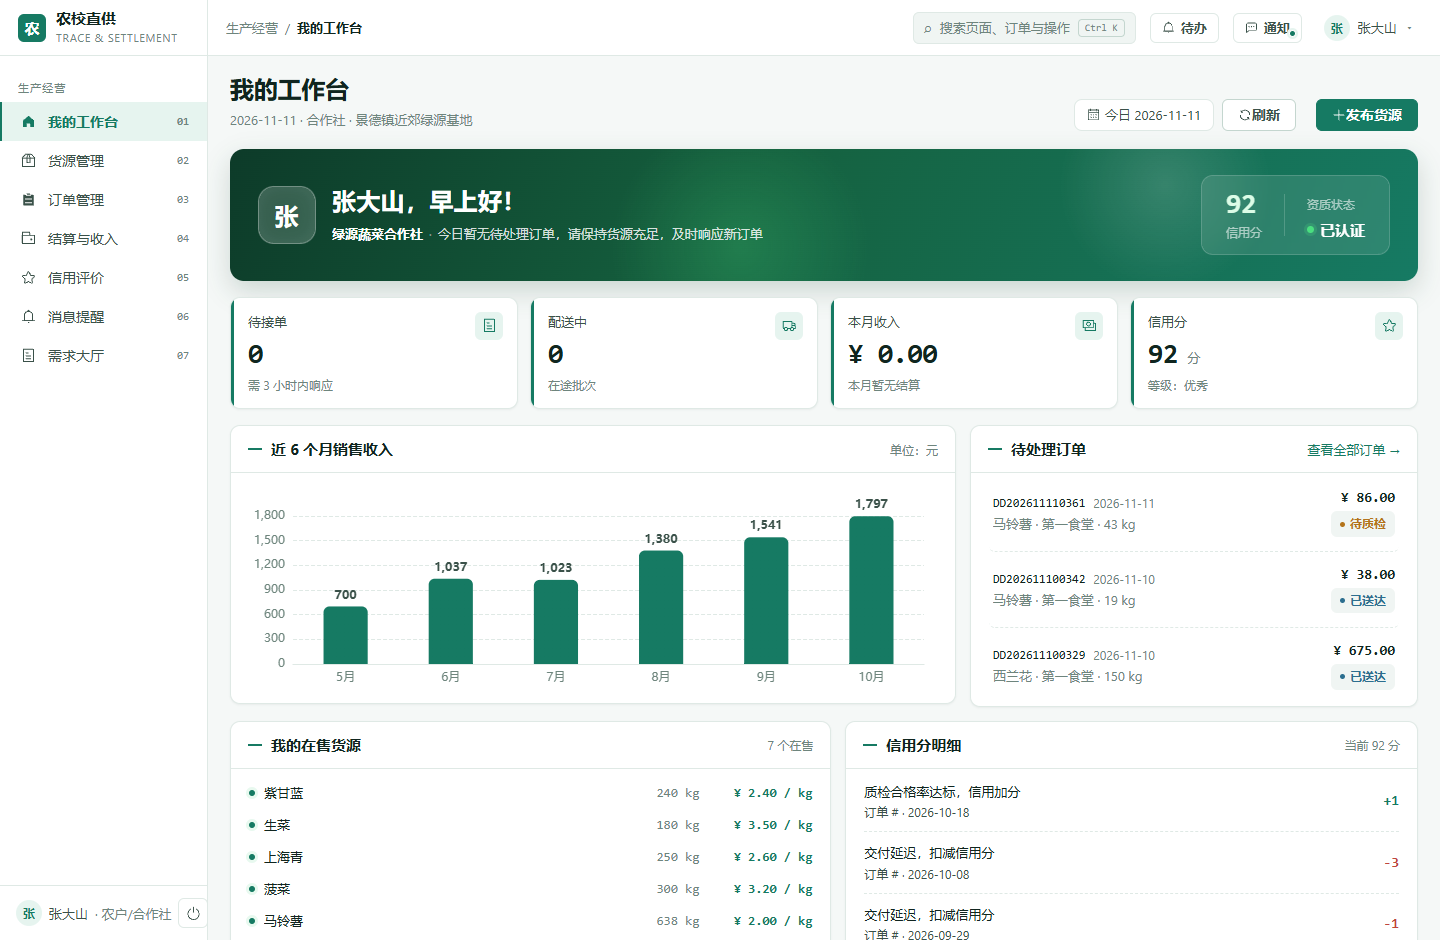 农 农校直供
TRACE & SETTLEMENT
生产经营 / 我的工作台
搜索页面、订单与操作 Ctrl K
待办
通知
张 张大山
生产经营
我的工作台 01
货源管理 02
订单管理 03
结算与收入 04
信用评价 05
消息提醒 06
需求大厅 07
张 张大山 · 农户/合作社
我的工作台
2026-11-11 · 合作社 · 景德镇近郊绿源基地
今日 2026-11-11
刷新
发布货源
张
张大山，早上好！
绿源蔬菜合作社 · 今日暂无待处理订单，请保持货源充足，及时响应新订单
92
信用分
资质状态
已认证
待接单
0
需 3 小时内响应
配送中
0
在途批次
本月收入
¥ 0.00
本月暂无结算
信用分
92 分
等级：优秀
近 6 个月销售收入
单位：元
1,800
1,500
1,200
900
600
300
0
700
1,037
1,023
1,380
1,541
1,797
5月
6月
7月
8月
9月
10月
待处理订单
查看全部订单 →
DD202611110361 2026-11-11
¥ 86.00
马铃薯 · 第一食堂 · 43 kg
待质检
DD202611100342 2026-11-10
¥ 38.00
马铃薯 · 第一食堂 · 19 kg
已送达
DD202611100329 2026-11-10
¥ 675.00
西兰花 · 第一食堂 · 150 kg
已送达
我的在售货源
7 个在售
紫甘蓝 240 kg ¥ 2.40 / kg
生菜 180 kg ¥ 3.50 / kg
上海青 250 kg ¥ 2.60 / kg
菠菜 300 kg ¥ 3.20 / kg
马铃薯 638 kg ¥ 2.00 / kg
信用分明细
当前 92 分
质检合格率达标，信用加分
订单 # · 2026-10-18
+1
交付延迟，扣减信用分
订单 # · 2026-10-08
-3
交付延迟，扣减信用分
订单 # · 2026-09-29
-1